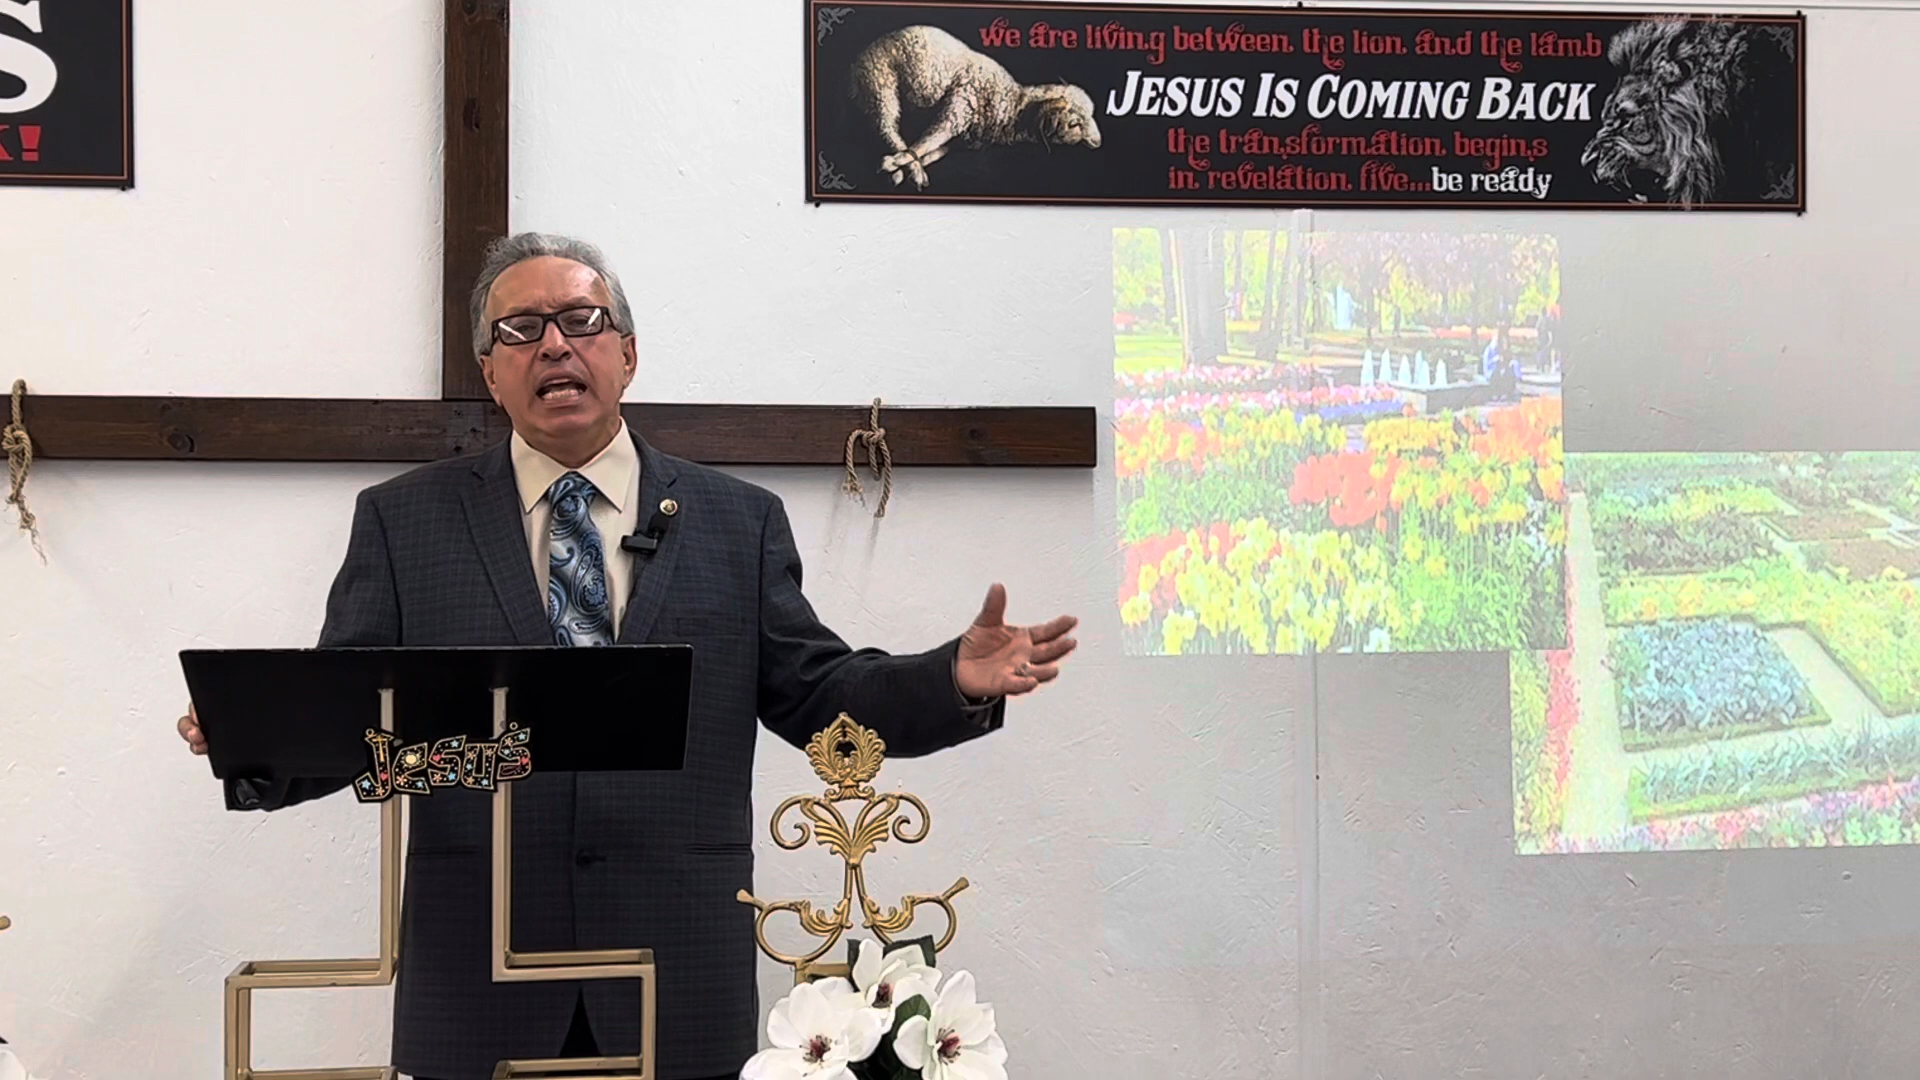 S
K!
we are living between the lion and the lamb
JESUS IS COMING BACK
the transformation begins
in revelation five...be ready
Jesus